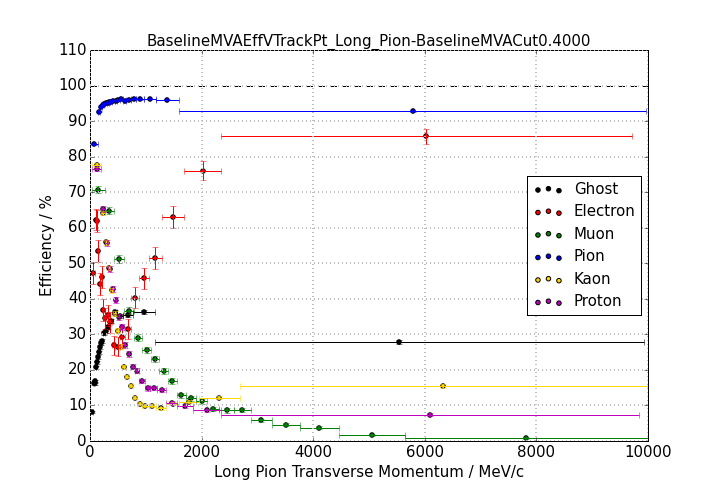 BaselineMVAEffVTrackPt_Long_Pion-BaselineMVACut0.4000
110
100
90
80
70
60
50
40
30
20
10
0
Efficiency / %
Ghost
Electron
Muon
Pion
Kaon
Proton
0 2000 4000 6000 8000 10000
Long Pion Transverse Momentum / MeV/c